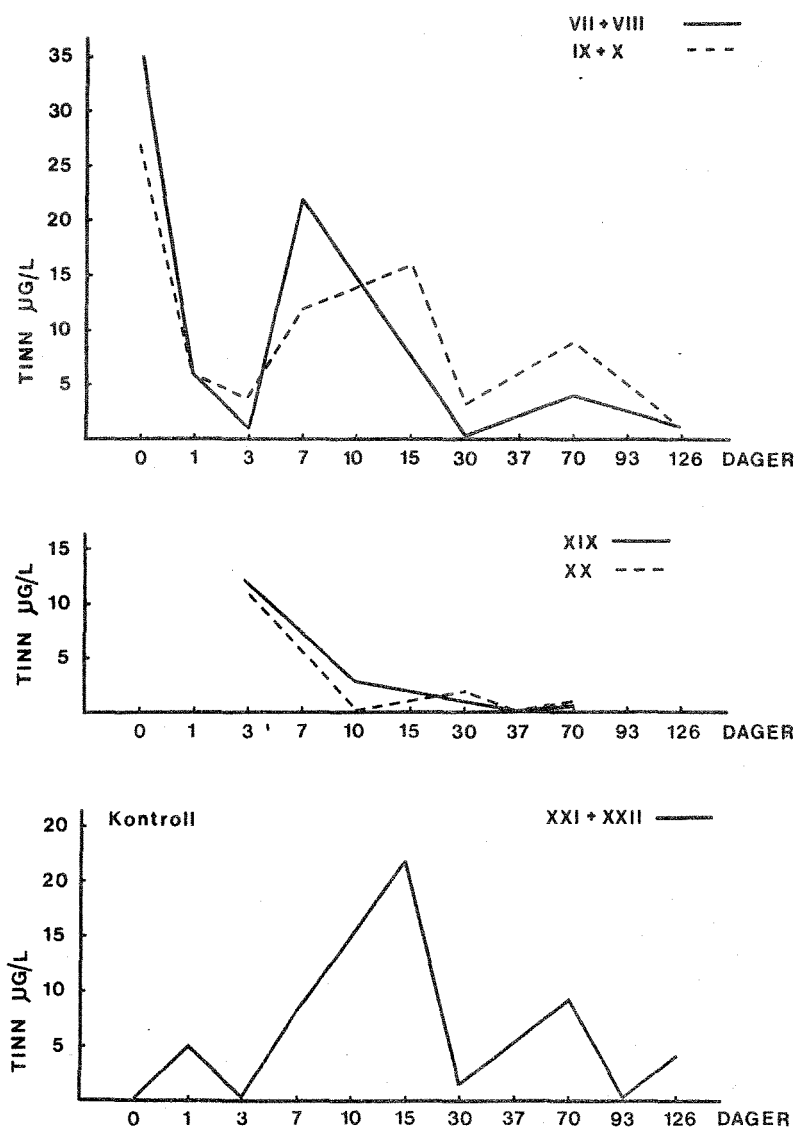 VII + VIII
IX + X
35
30
25
20
15
10
5
TINN µG/L
0 1 3 7 10 15 30 37 70 93 126 DAGER
XIX
XX
15
10
5
TINN µG/L
0 1 3 7 10 15 30 37 70 93 126 DAGER
Kontroll
XXI + XXII
20
20
15
10
5
TINN µG/L
0 1 3 7 10 15 30 37 70 93 126 DAGER